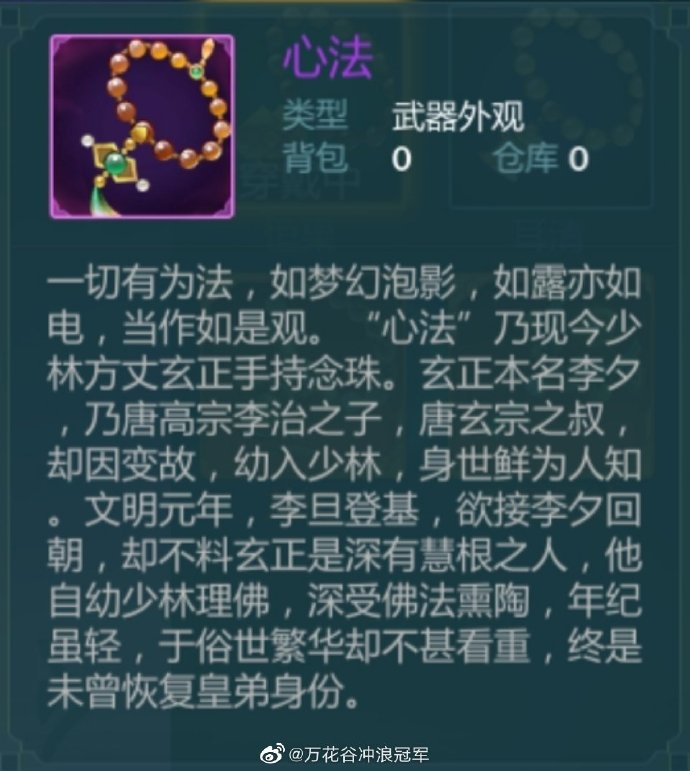 心法
类型 武器外观
背包 0 仓库 0
穿戴中
一切有为法，如梦幻泡影，如露亦如
电，当作如是观。“心法”乃现今少
林方丈玄正手持念珠。玄正本名李夕
，乃唐高宗李治之子，唐玄宗之叔，
却因变故，幼入少林，身世鲜为人知
。文明元年，李旦登基，欲接李夕回
朝，却不料玄正是深有慧根之人，他
自幼少林理佛，深受佛法熏陶，年纪
虽轻，于俗世繁华却不甚看重，终是
未曾恢复皇弟身份。
@万花谷冲浪冠军